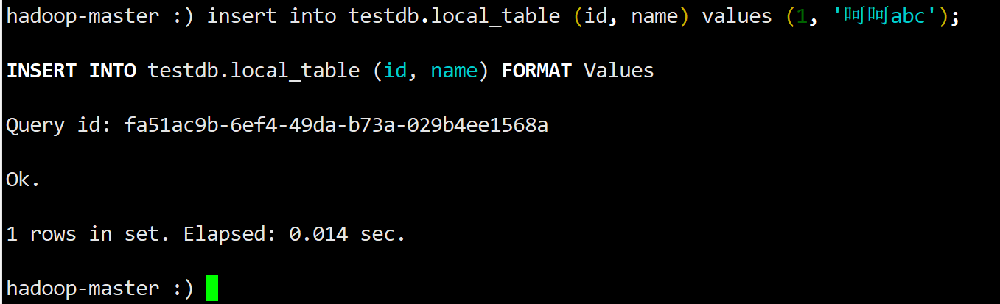 hadoop-master :) insert into testdb.local_table (id, name) values (1, '呵呵abc');
INSERT INTO testdb.local_table (id, name) FORMAT Values
Query id: fa51ac9b-6ef4-49da-b73a-029b4ee1568a
Ok.
1 rows in set. Elapsed: 0.014 sec.
hadoop-master :)